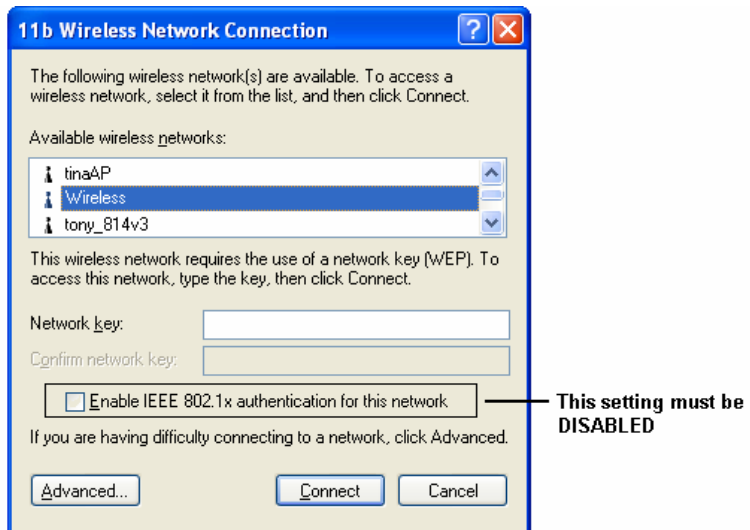 11b Wireless Network Connection
The following wireless network(s) are available. To access a
wireless network, select it from the list, and then click Connect.
Available wireless networks:
tinaAP
Wireless
tony_814v3
This wireless network requires the use of a network key (WEP). To
access this network, type the key, then click Connect.
Network key:
Confirm network key:
Enable IEEE 802.1x authentication for this network
This setting must be
DISABLED
If you are having difficulty connecting to a network, click Advanced.
Advanced...
Connect
Cancel